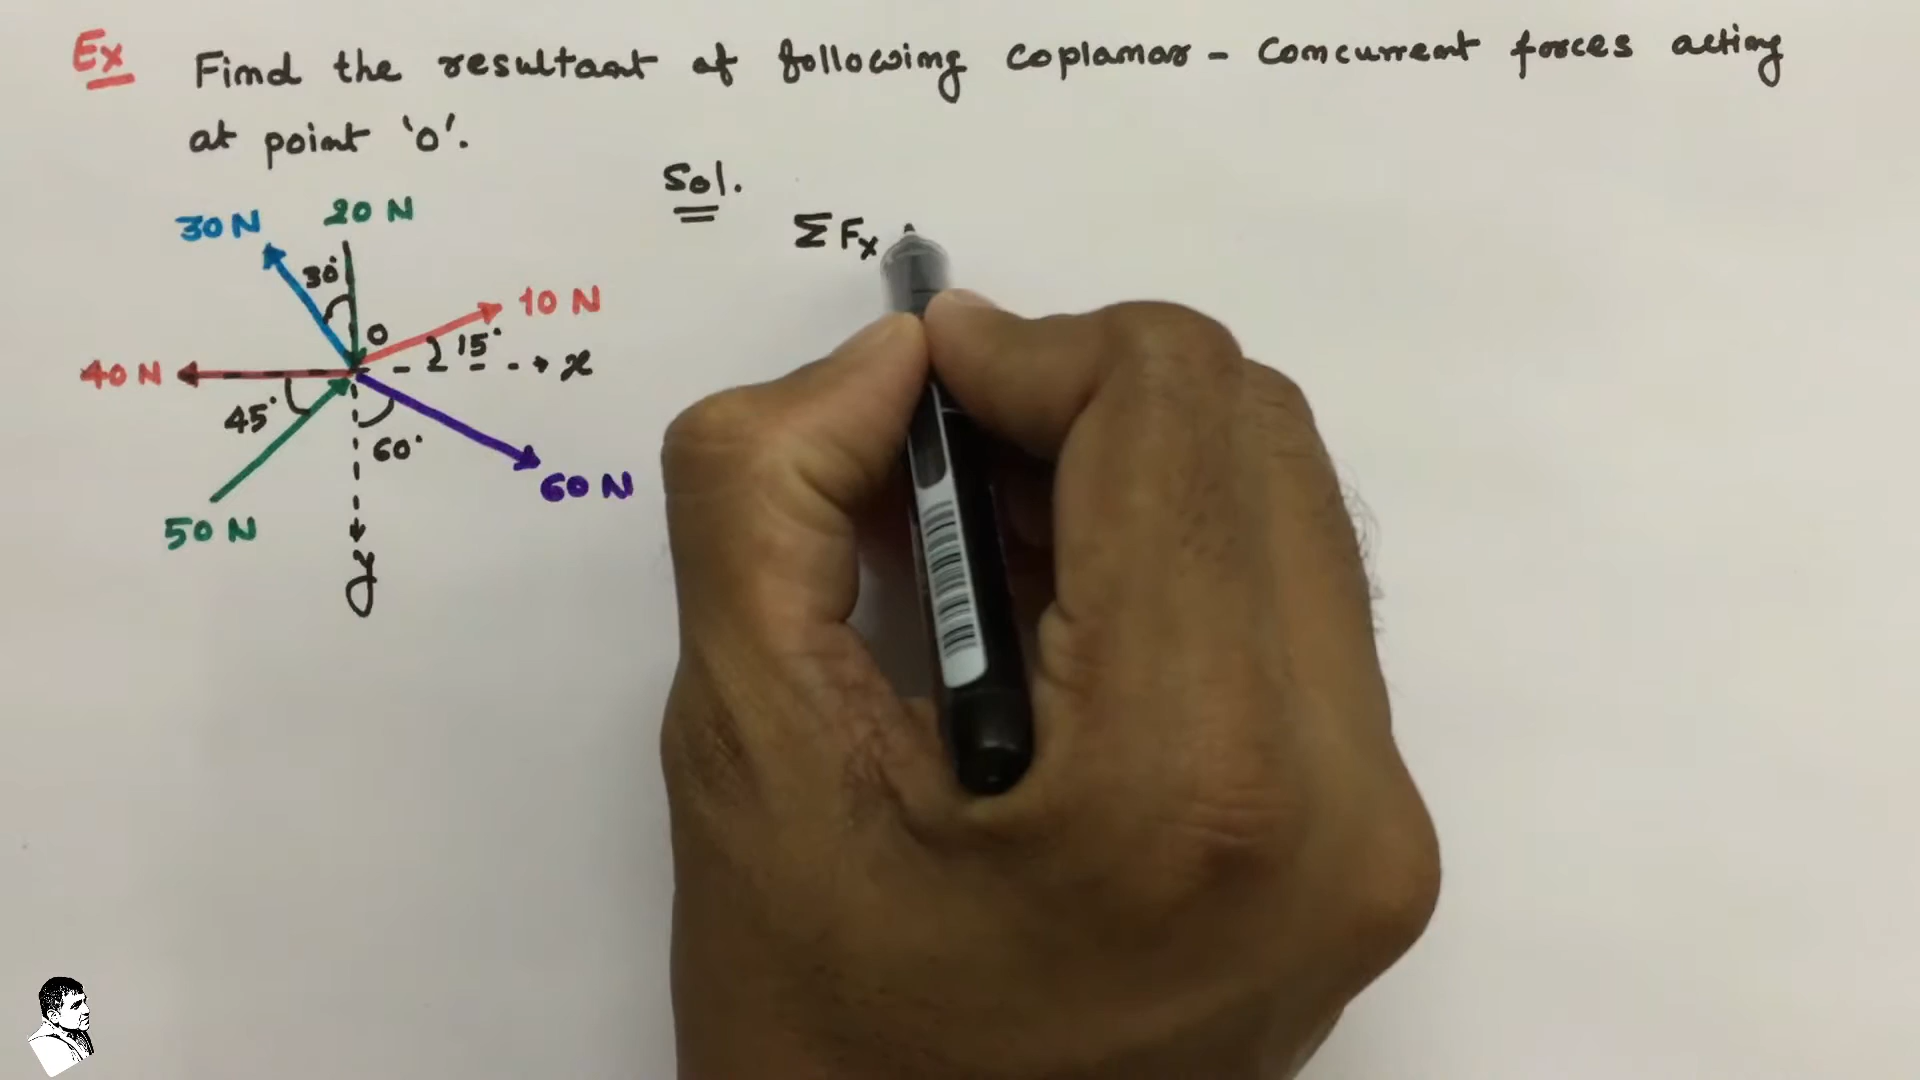 Ex Find the resultant of following coplanar - concurrent forces acting
at point 'O'.
Sol.
ΣFx
30 N
20 N
30°
10 N
O
15°
x
40 N
45°
60°
60 N
50 N
y